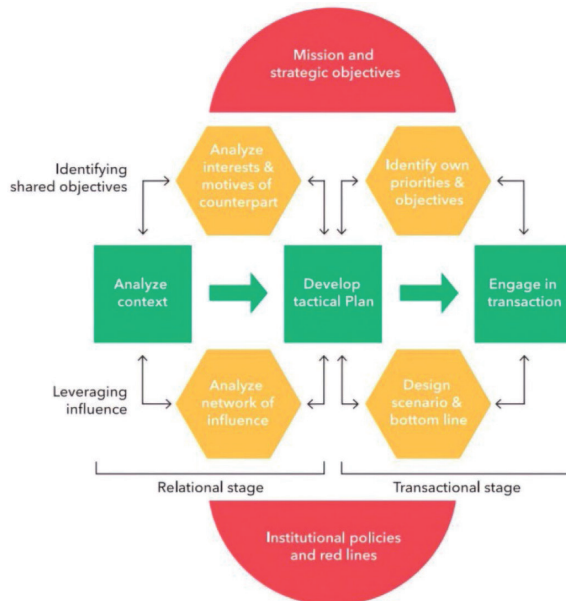 Mission and
strategic objectives
Identifying
shared objectives
Analyze
interests &
motives of
counterpart
Identify own
priorities &
objectives
Analyze
context
Develop
tactical Plan
Engage in
transaction
Leveraging
influence
Analyze
network of
influence
Design
scenario &
bottom line
Relational stage
Transactional stage
Institutional policies
and red lines